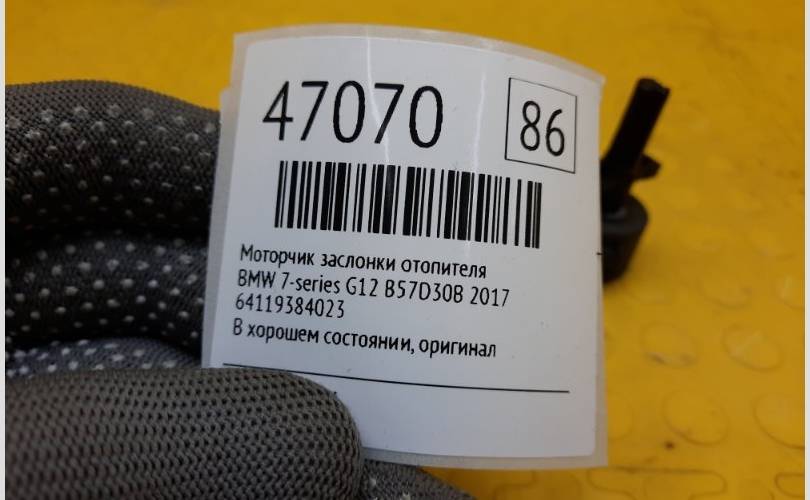 47070
86
Моторчик заслонки отопителя
BMW 7-series G12 B57D30B 2017
64119384023
В хорошем состоянии, оригинал